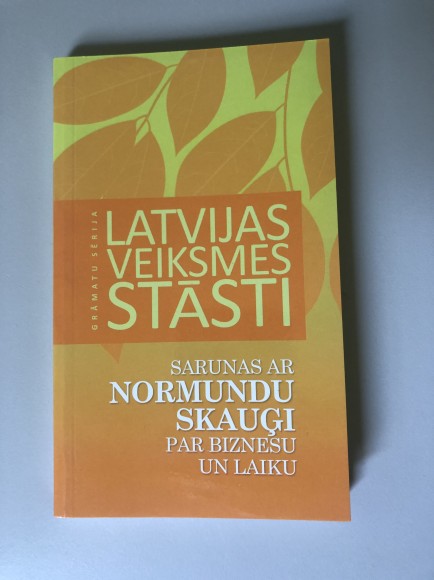 GRĀMATU SĒRIJA
LATVIJAS
VEIKSMES
STĀSTI
SARUNAS AR
NORMUNDU
SKAUĢI
PAR BIZNESU
UN LAIKU